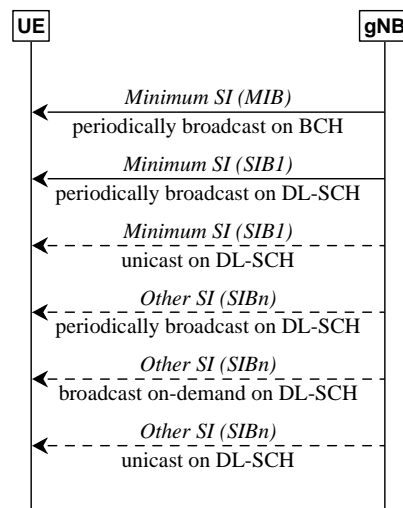 UE
gNB
Minimum SI (MIB)
periodically broadcast on BCH
Minimum SI (SIB1)
periodically broadcast on DL-SCH
Minimum SI (SIB1)
unicast on DL-SCH
Other SI (SIBn)
periodically broadcast on DL-SCH
Other SI (SIBn)
broadcast on-demand on DL-SCH
Other SI (SIBn)
unicast on DL-SCH